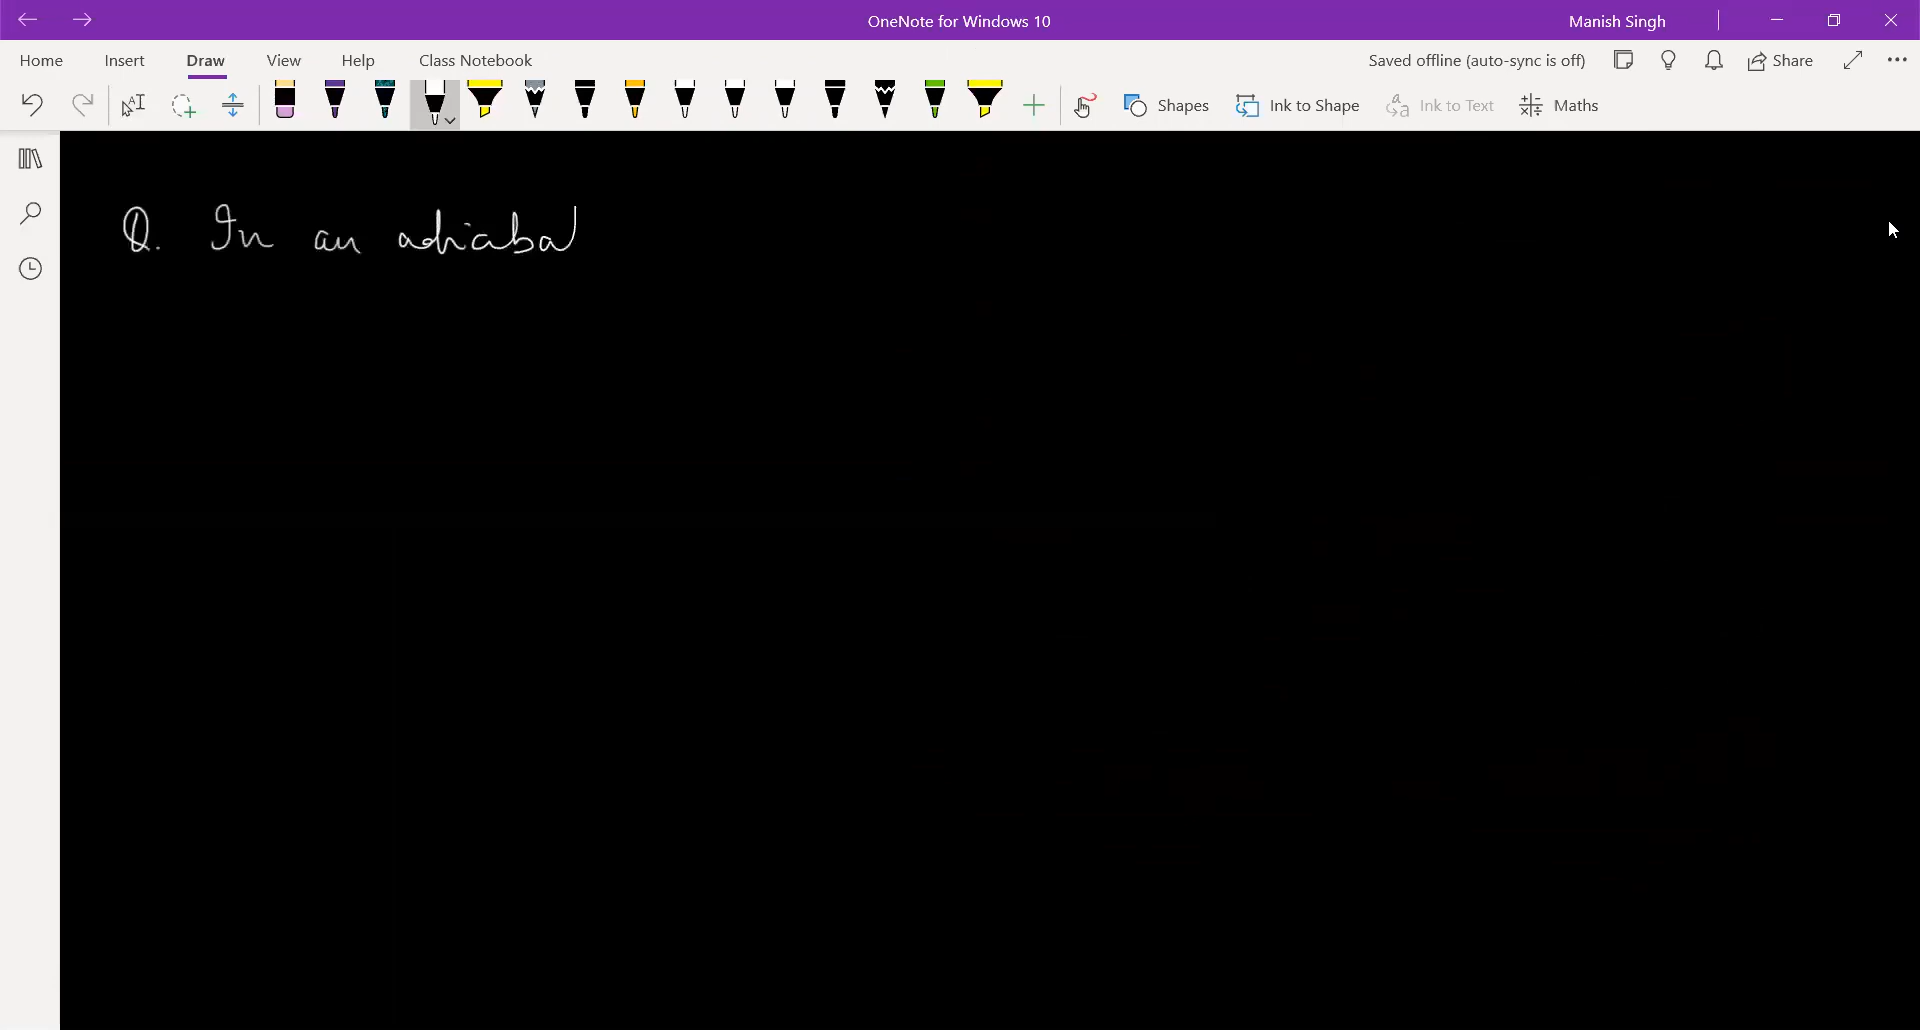 OneNote for Windows 10
Manish Singh
Home Insert Draw View Help Class Notebook
Saved offline (auto-sync is off) Share
Shapes Ink to Shape Ink to Text Maths
Q. In an adiabat